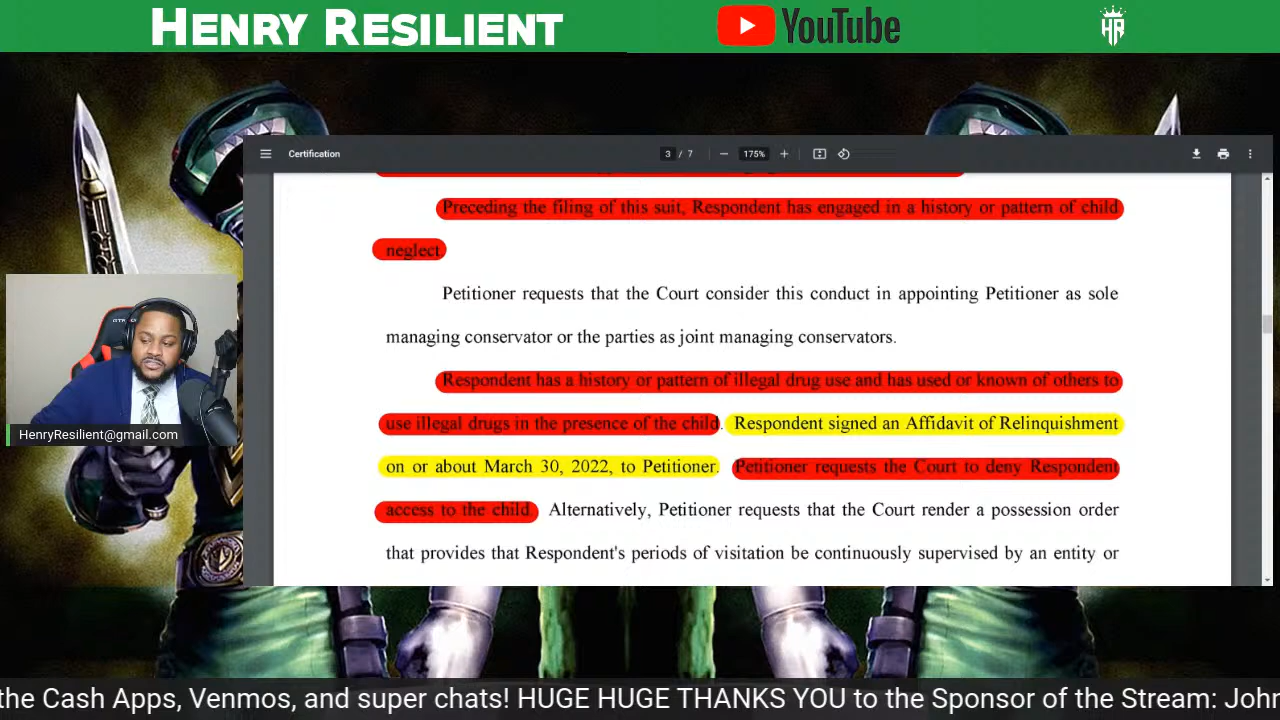 HENRY RESILIENT
YouTube
HR
Certification
3 / 7
175%
Preceding the filing of this suit, Respondent has engaged in a history or pattern of child
neglect.
Petitioner requests that the Court consider this conduct in appointing Petitioner as sole
managing conservator or the parties as joint managing conservators.
Respondent has a history or pattern of illegal drug use and has used or known of others to
use illegal drugs in the presence of the child. Respondent signed an Affidavit of Relinquishment
on or about March 30, 2022, to Petitioner. Petitioner requests the Court to deny Respondent
access to the child. Alternatively, Petitioner requests that the Court render a possession order
that provides that Respondent's periods of visitation be continuously supervised by an entity or
HenryResilient@gmail.com
the Cash Apps, Venmos, and super chats! HUGE HUGE THANKS YOU to the Sponsor of the Stream: John